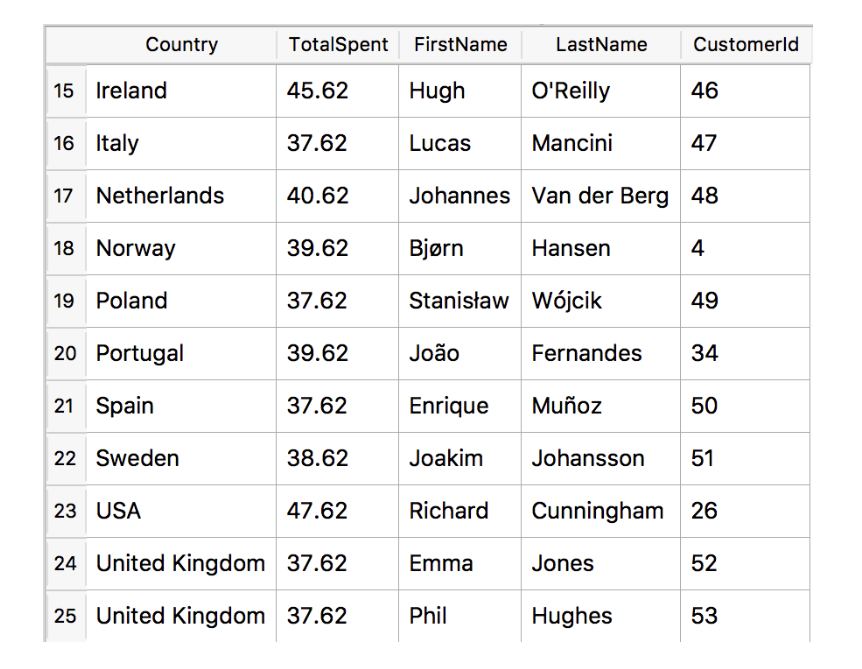 Country TotalSpent FirstName LastName CustomerId
15 Ireland 45.62 Hugh O'Reilly 46
16 Italy 37.62 Lucas Mancini 47
17 Netherlands 40.62 Johannes Van der Berg 48
18 Norway 39.62 Bjørn Hansen 4
19 Poland 37.62 Stanisław Wójcik 49
20 Portugal 39.62 João Fernandes 34
21 Spain 37.62 Enrique Muñoz 50
22 Sweden 38.62 Joakim Johansson 51
23 USA 47.62 Richard Cunningham 26
24 United Kingdom 37.62 Emma Jones 52
25 United Kingdom 37.62 Phil Hughes 53